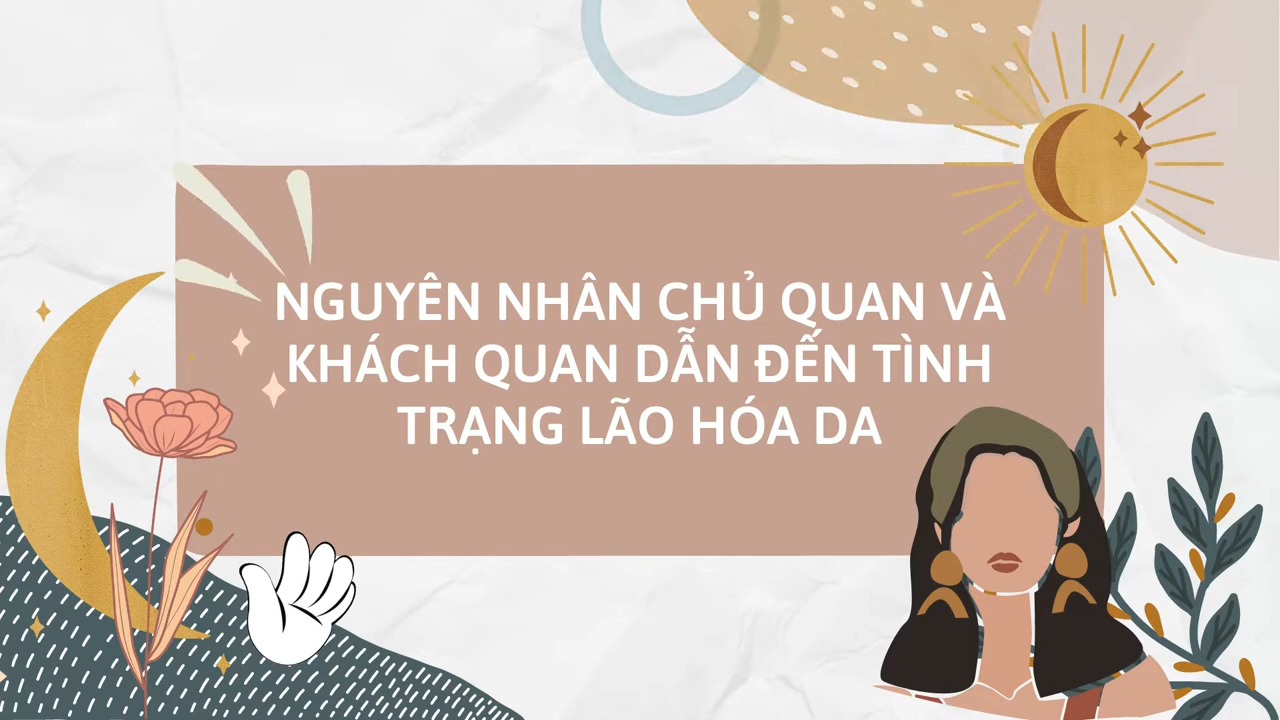 NGUYÊN NHÂN CHỦ QUAN VÀ
KHÁCH QUAN DẪN ĐẾN TÌNH
TRẠNG LÃO HÓA DA